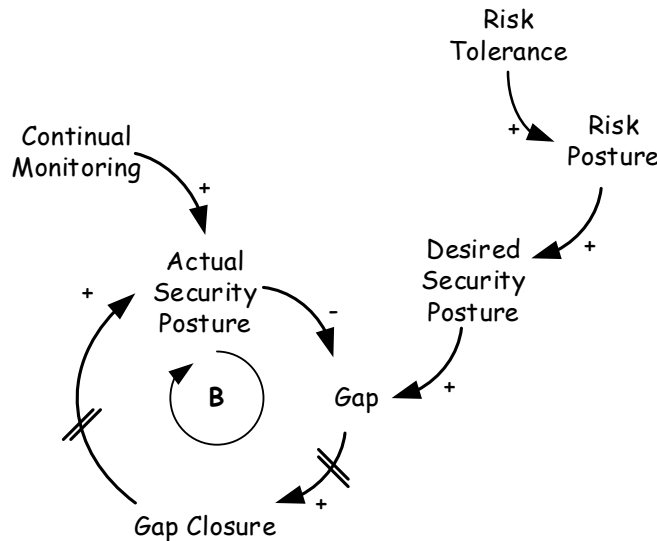 Risk
Tolerance
+
Risk
Posture
Continual
Monitoring
+
+
Desired
Security
Posture
Actual
Security
Posture
+
-
B
Gap
+
+
Gap Closure